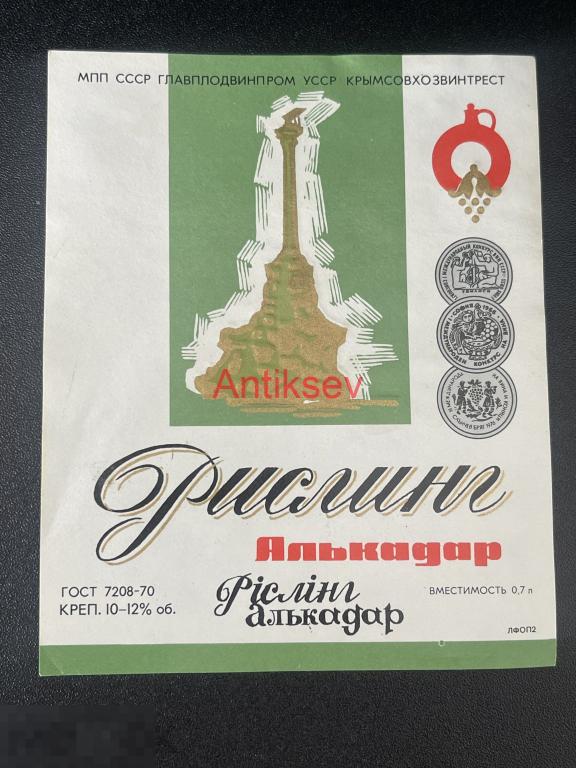 МПП СССР ГЛАВПЛОДВИНПРОМ УССР КРЫМСОВХОЗВИНТРЕСТ
Antiksev
Рислинг
Алькадар
ГОСТ 7208-70
КРЕП. 10-12% об.
Рiслiнг
алькадар
ВМЕСТИМОСТЬ 0,7 л
ЛФОП2